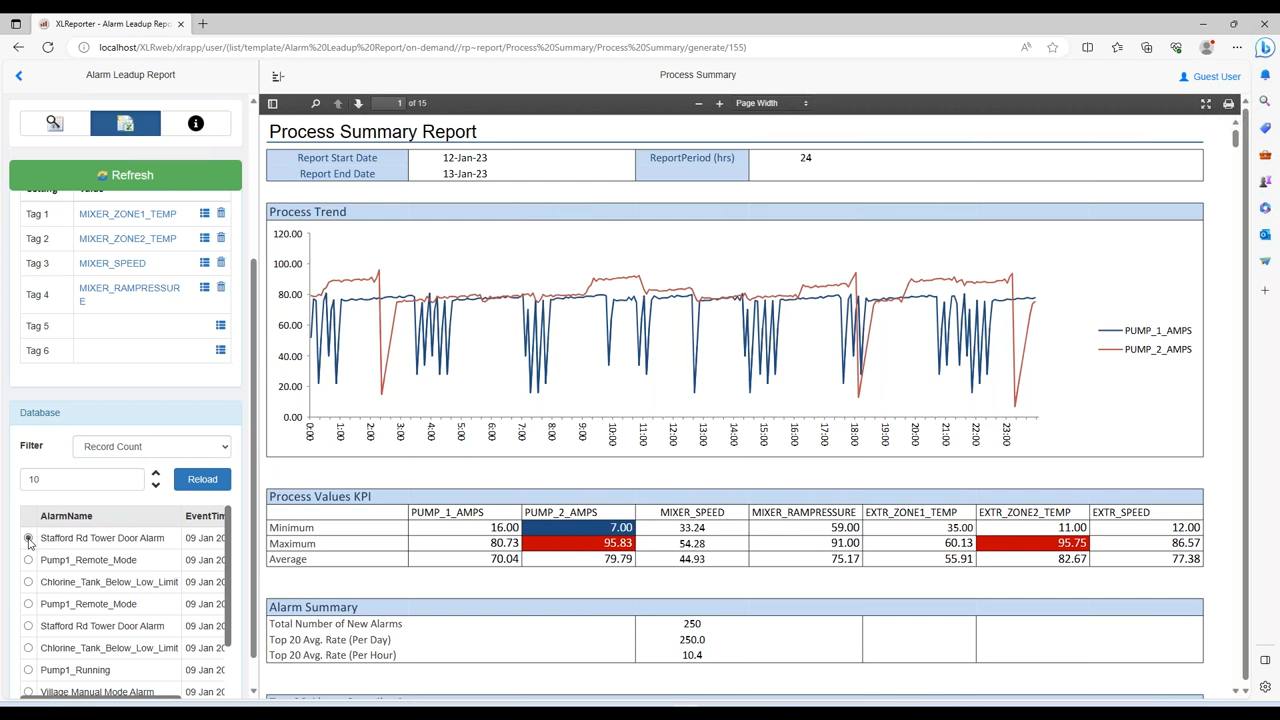 XLReporter - Alarm Leadup Repo
localhost/XLRweb/xlrapp/user/(list/template/Alarm%20Leadup%20Report/on-demand//rp~report/Process%20Summary/Process%20Summary/generate/155)
Alarm Leadup Report
Process Summary
Guest User
1 of 15
Page Width
Refresh
Value
Tag 1 MIXER_ZONE1_TEMP
Tag 2 MIXER_ZONE2_TEMP
Tag 3 MIXER_SPEED
Tag 4 MIXER_RAMPRESSUR
E
Tag 5
Tag 6
Database
Filter Record Count
10 Reload
AlarmName EventTim
Stafford Rd Tower Door Alarm 09 Jan 20
Pump1_Remote_Mode 09 Jan 20
Chlorine_Tank_Below_Low_Limit 09 Jan 20
Pump1_Remote_Mode 09 Jan 20
Stafford Rd Tower Door Alarm 09 Jan 20
Chlorine_Tank_Below_Low_Limit 09 Jan 20
Pump1_Running 09 Jan 20
Village Manual Mode Alarm 09 Jan 20
Process Summary Report
Report Start Date 12-Jan-23 ReportPeriod (hrs) 24
Report End Date 13-Jan-23
Process Trend
120.00
100.00
80.00
60.00
40.00
20.00
0.00
0:00 1:00 2:00 3:00 4:00 5:00 6:00 7:00 8:00 9:00 10:00 11:00 12:00 13:00 14:00 15:00 16:00 17:00 18:00 19:00 20:00 21:00 22:00 23:00
PUMP_1_AMPS
PUMP_2_AMPS
Process Values KPI
PUMP_1_AMPS PUMP_2_AMPS MIXER_SPEED MIXER_RAMPRESSURE EXTR_ZONE1_TEMP EXTR_ZONE2_TEMP EXTR_SPEED
Minimum 16.00 7.00 33.24 59.00 35.00 11.00 12.00
Maximum 80.73 95.83 54.28 91.00 60.13 95.75 86.57
Average 70.04 79.79 44.93 75.17 55.91 82.67 77.38
Alarm Summary
Total Number of New Alarms 250
Top 20 Avg. Rate (Per Day) 250.0
Top 20 Avg. Rate (Per Hour) 10.4